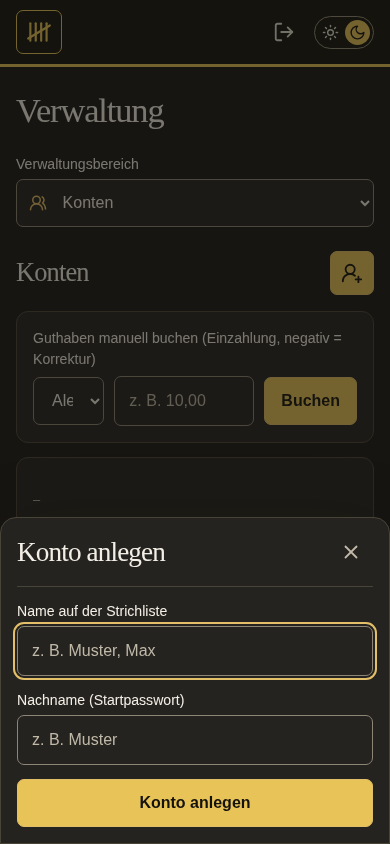 Verwaltung
Verwaltungsbereich
Konten
Konten
Guthaben manuell buchen (Einzahlung, negativ =
Korrektur)
Ale
z. B. 10,00
Buchen
–
Konto anlegen
Name auf der Strichliste
z. B. Muster, Max
Nachname (Startpasswort)
z. B. Muster
Konto anlegen